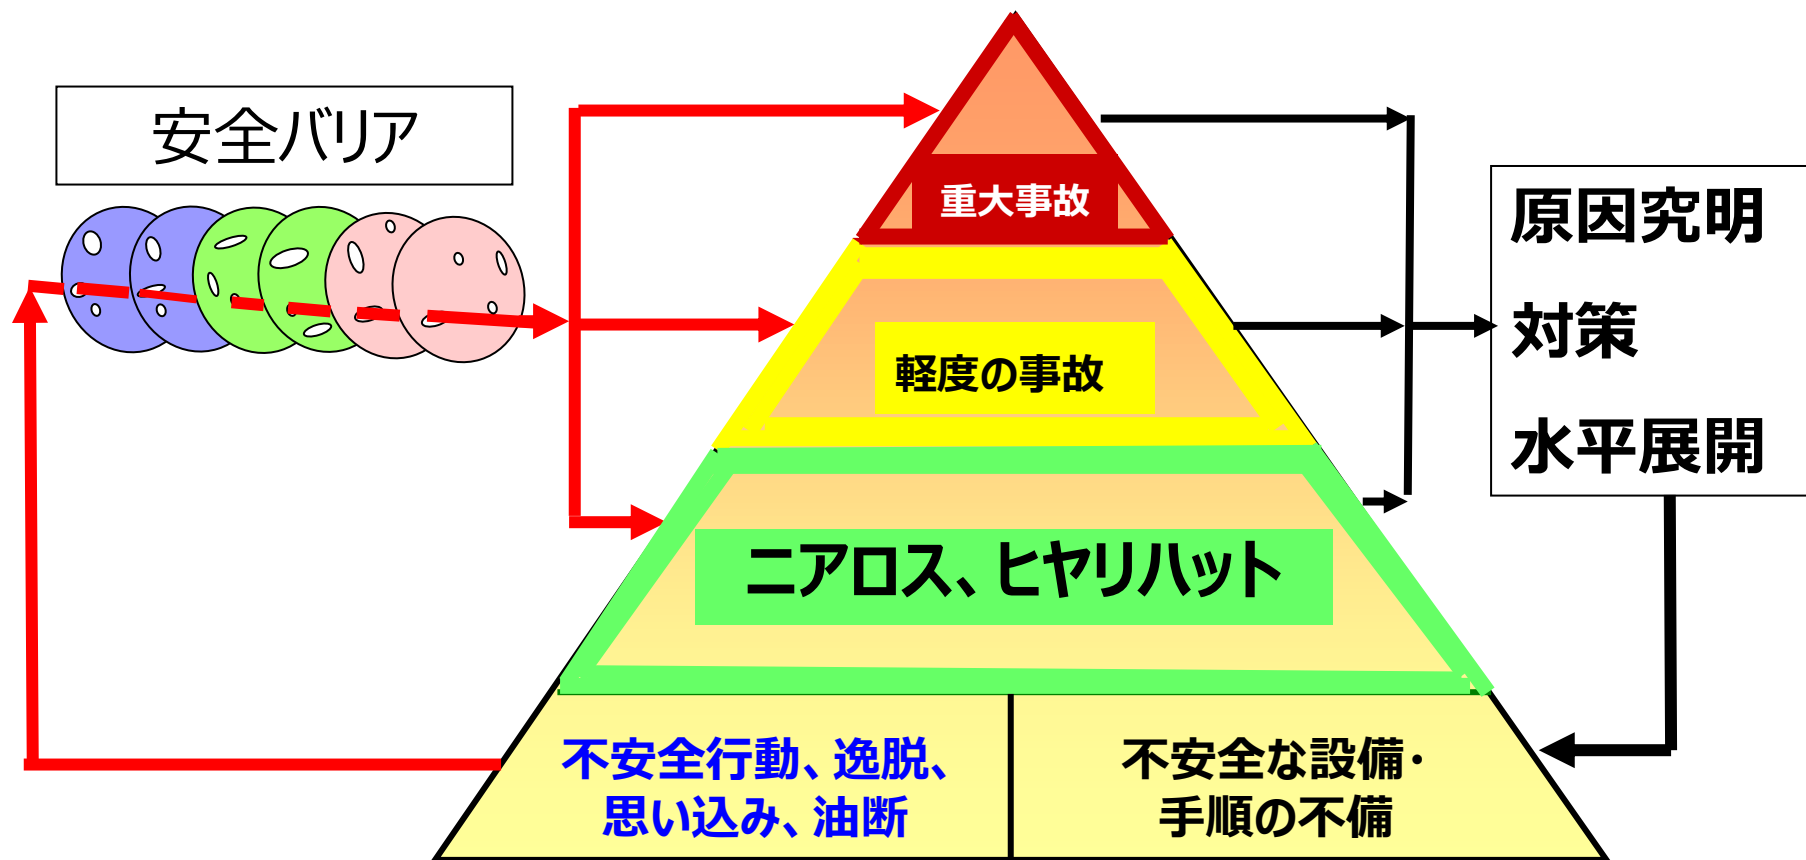 安全バリア
重大事故
軽度の事故
ニアロス、ヒヤリハット
不安全行動、逸脱、
思い込み、油断
不安全な設備・
手順の不備
原因究明
対策
水平展開